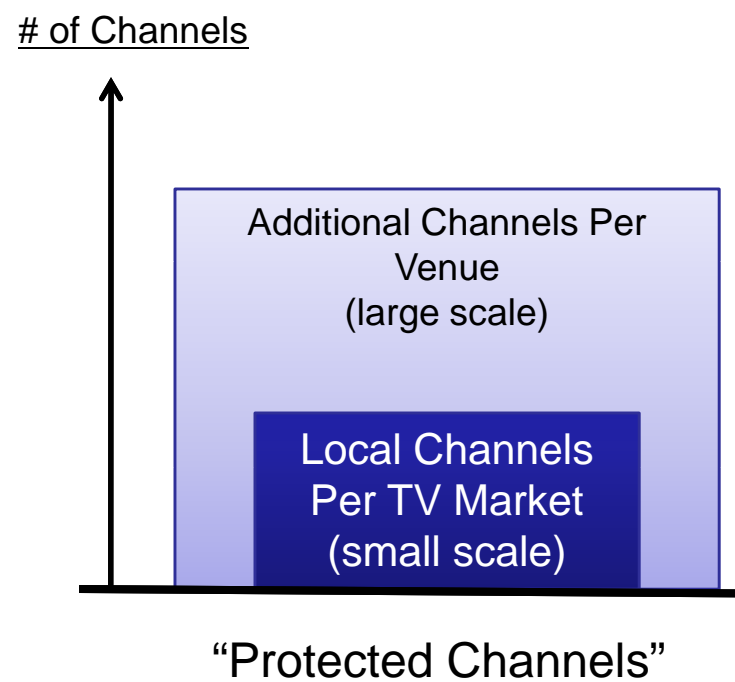 # of Channels
Additional Channels Per
Venue
(large scale)
Local Channels
Per TV Market
(small scale)
“Protected Channels”